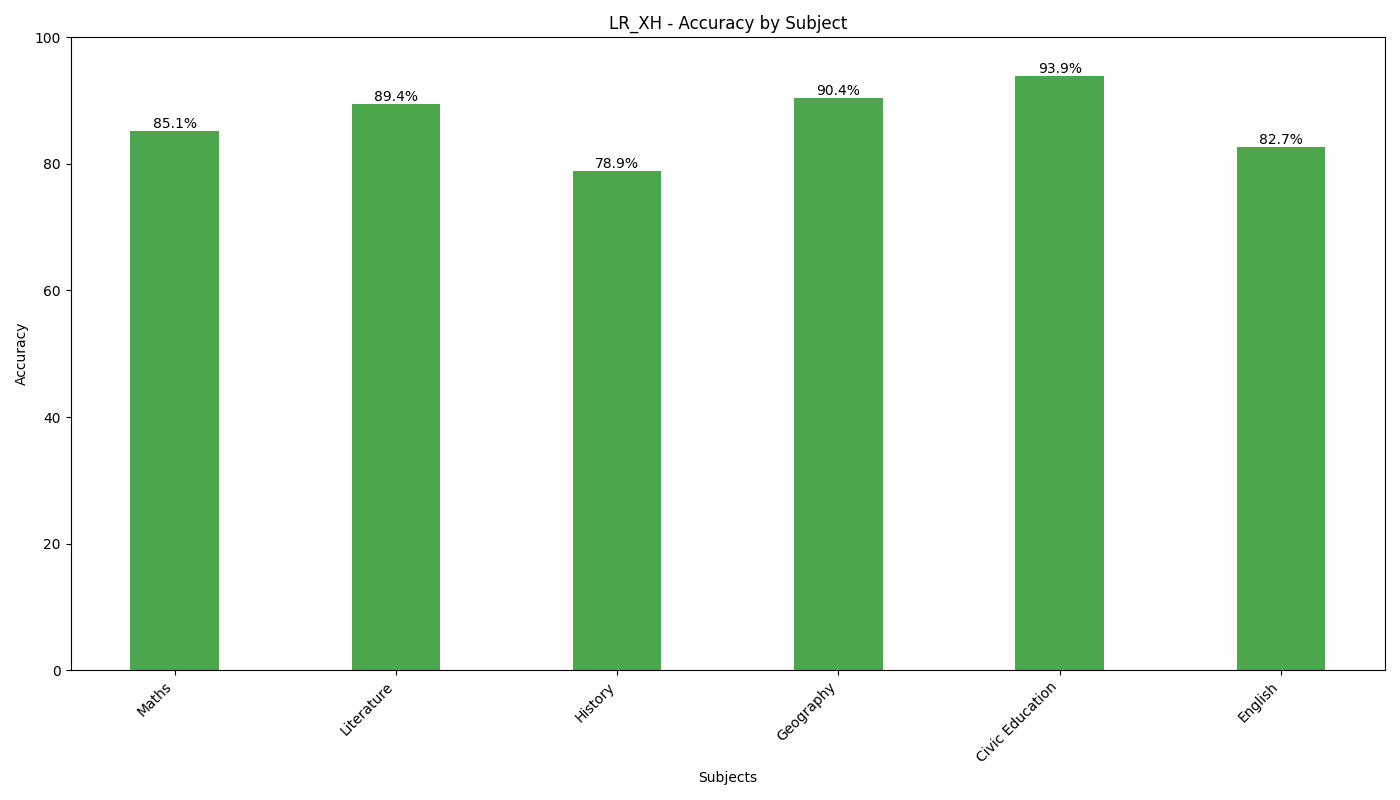 LR_XH - Accuracy by Subject
100
80
60
40
20
0
Accuracy
85.1%
89.4%
78.9%
90.4%
93.9%
82.7%
Maths
Literature
History
Geography
Civic Education
English
Subjects